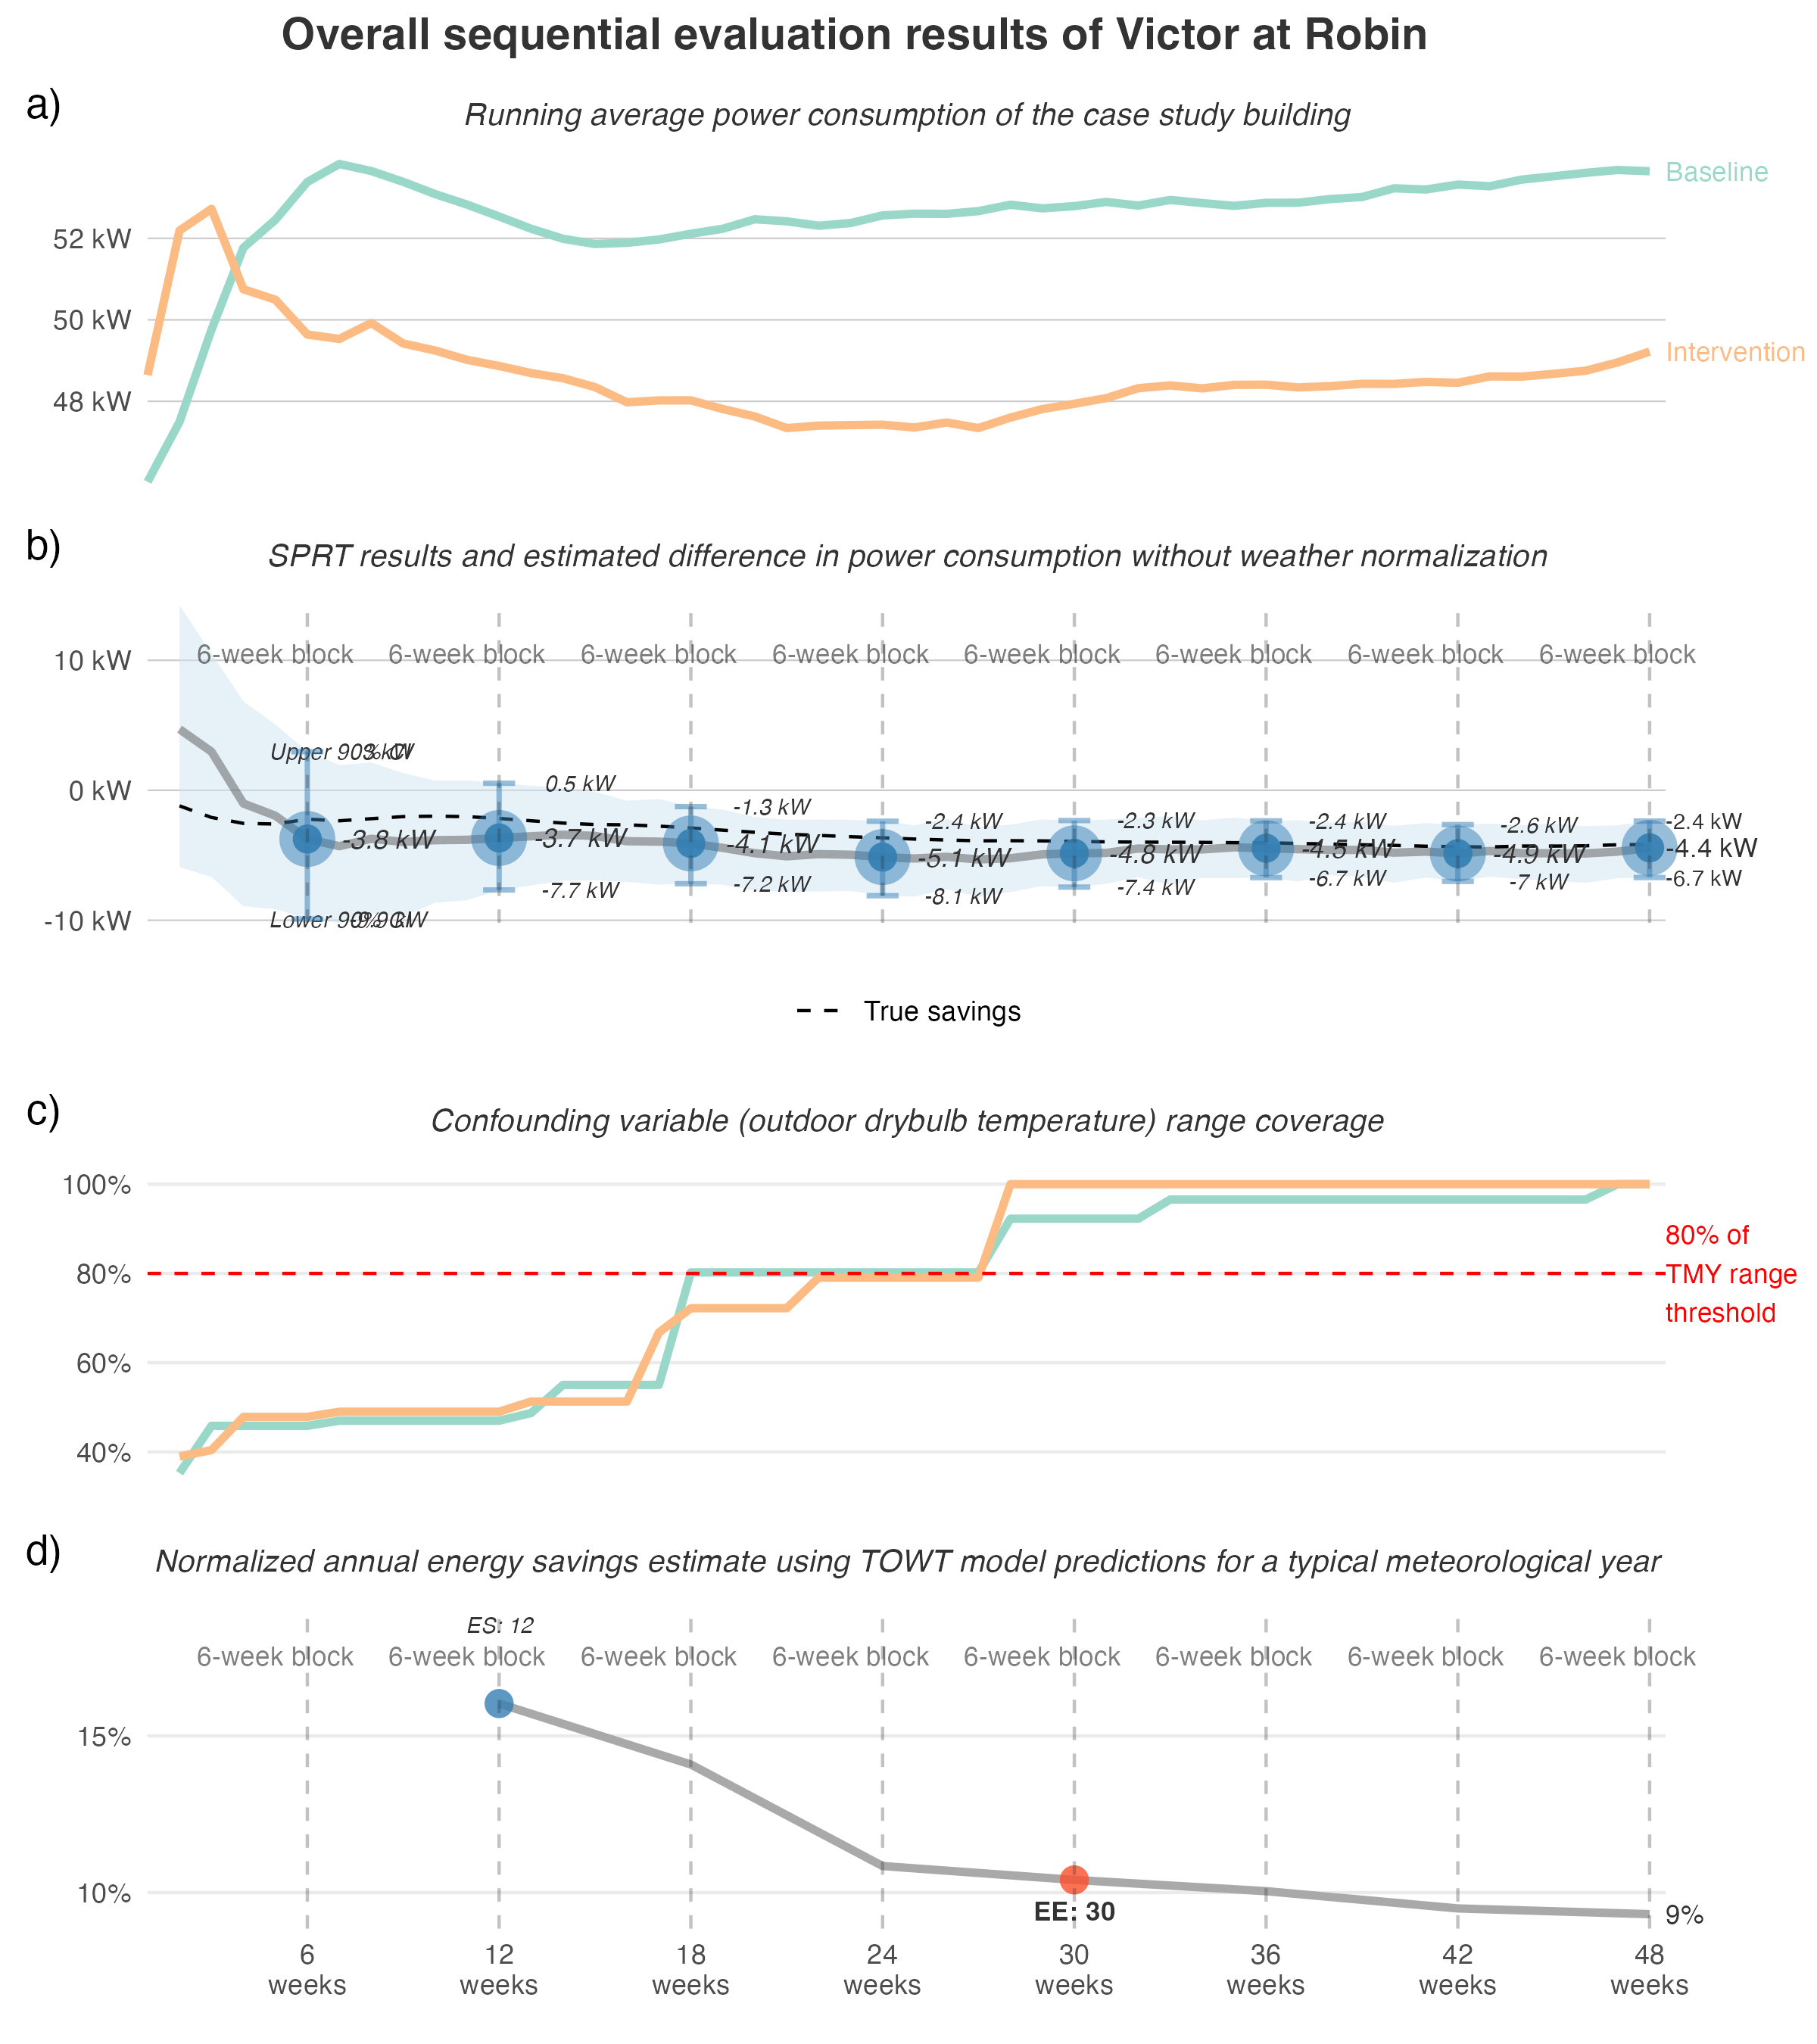 Overall sequential evaluation results of Victor at Robin
a)
Running average power consumption of the case study building
Baseline
52 kW
50 kW
Intervention
48 kW
b)
SPRT results and estimated difference in power consumption without weather normalization
6-week block 6-week block 6-week block 6-week block 6-week block 6-week block 6-week block 6-week block
10 kW
Upper 90% CI
0.5 kW
0 kW
-1.3 kW
-2.4 kW
-2.3 kW
-2.4 kW
-2.6 kW
-2.4 kW
-3.8 kW
-3.7 kW
-4.1 kW
-5.1 kW
-4.8 kW
-4.5 kW
-4.9 kW
-4.4 kW
-7.7 kW
-7.2 kW
-8.1 kW
-7.4 kW
-6.7 kW
-7 kW
-6.7 kW
Lower 90% CI
-9.9 kW
-10 kW
True savings
c)
Confounding variable (outdoor drybulb temperature) range coverage
100%
80%
60%
40%
80% of
TMY range
threshold
d)
Normalized annual energy savings estimate using TOWT model predictions for a typical meteorological year
ES: 12
6-week block 6-week block 6-week block 6-week block 6-week block 6-week block 6-week block 6-week block
15%
10%
EE: 30
9%
6 12 18 24 30 36 42 48
weeks weeks weeks weeks weeks weeks weeks weeks